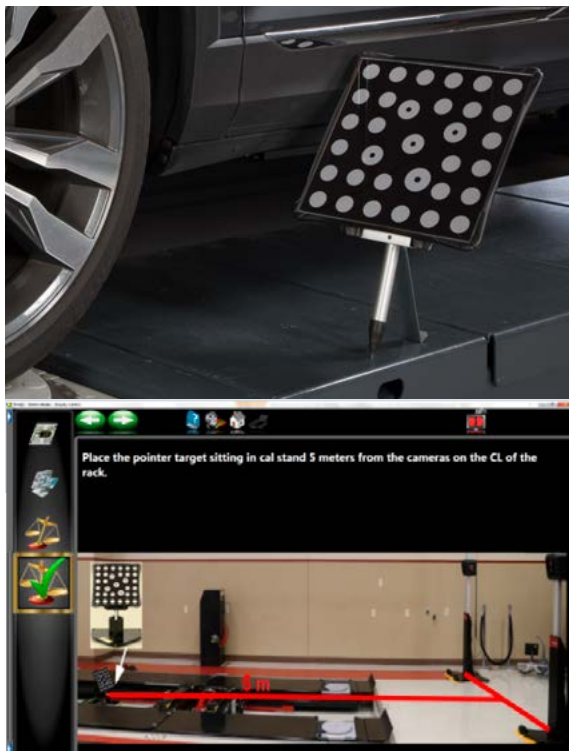 Place the pointer target sitting in cal stand 5 meters from the cameras on the CL of the
rack.
5 m